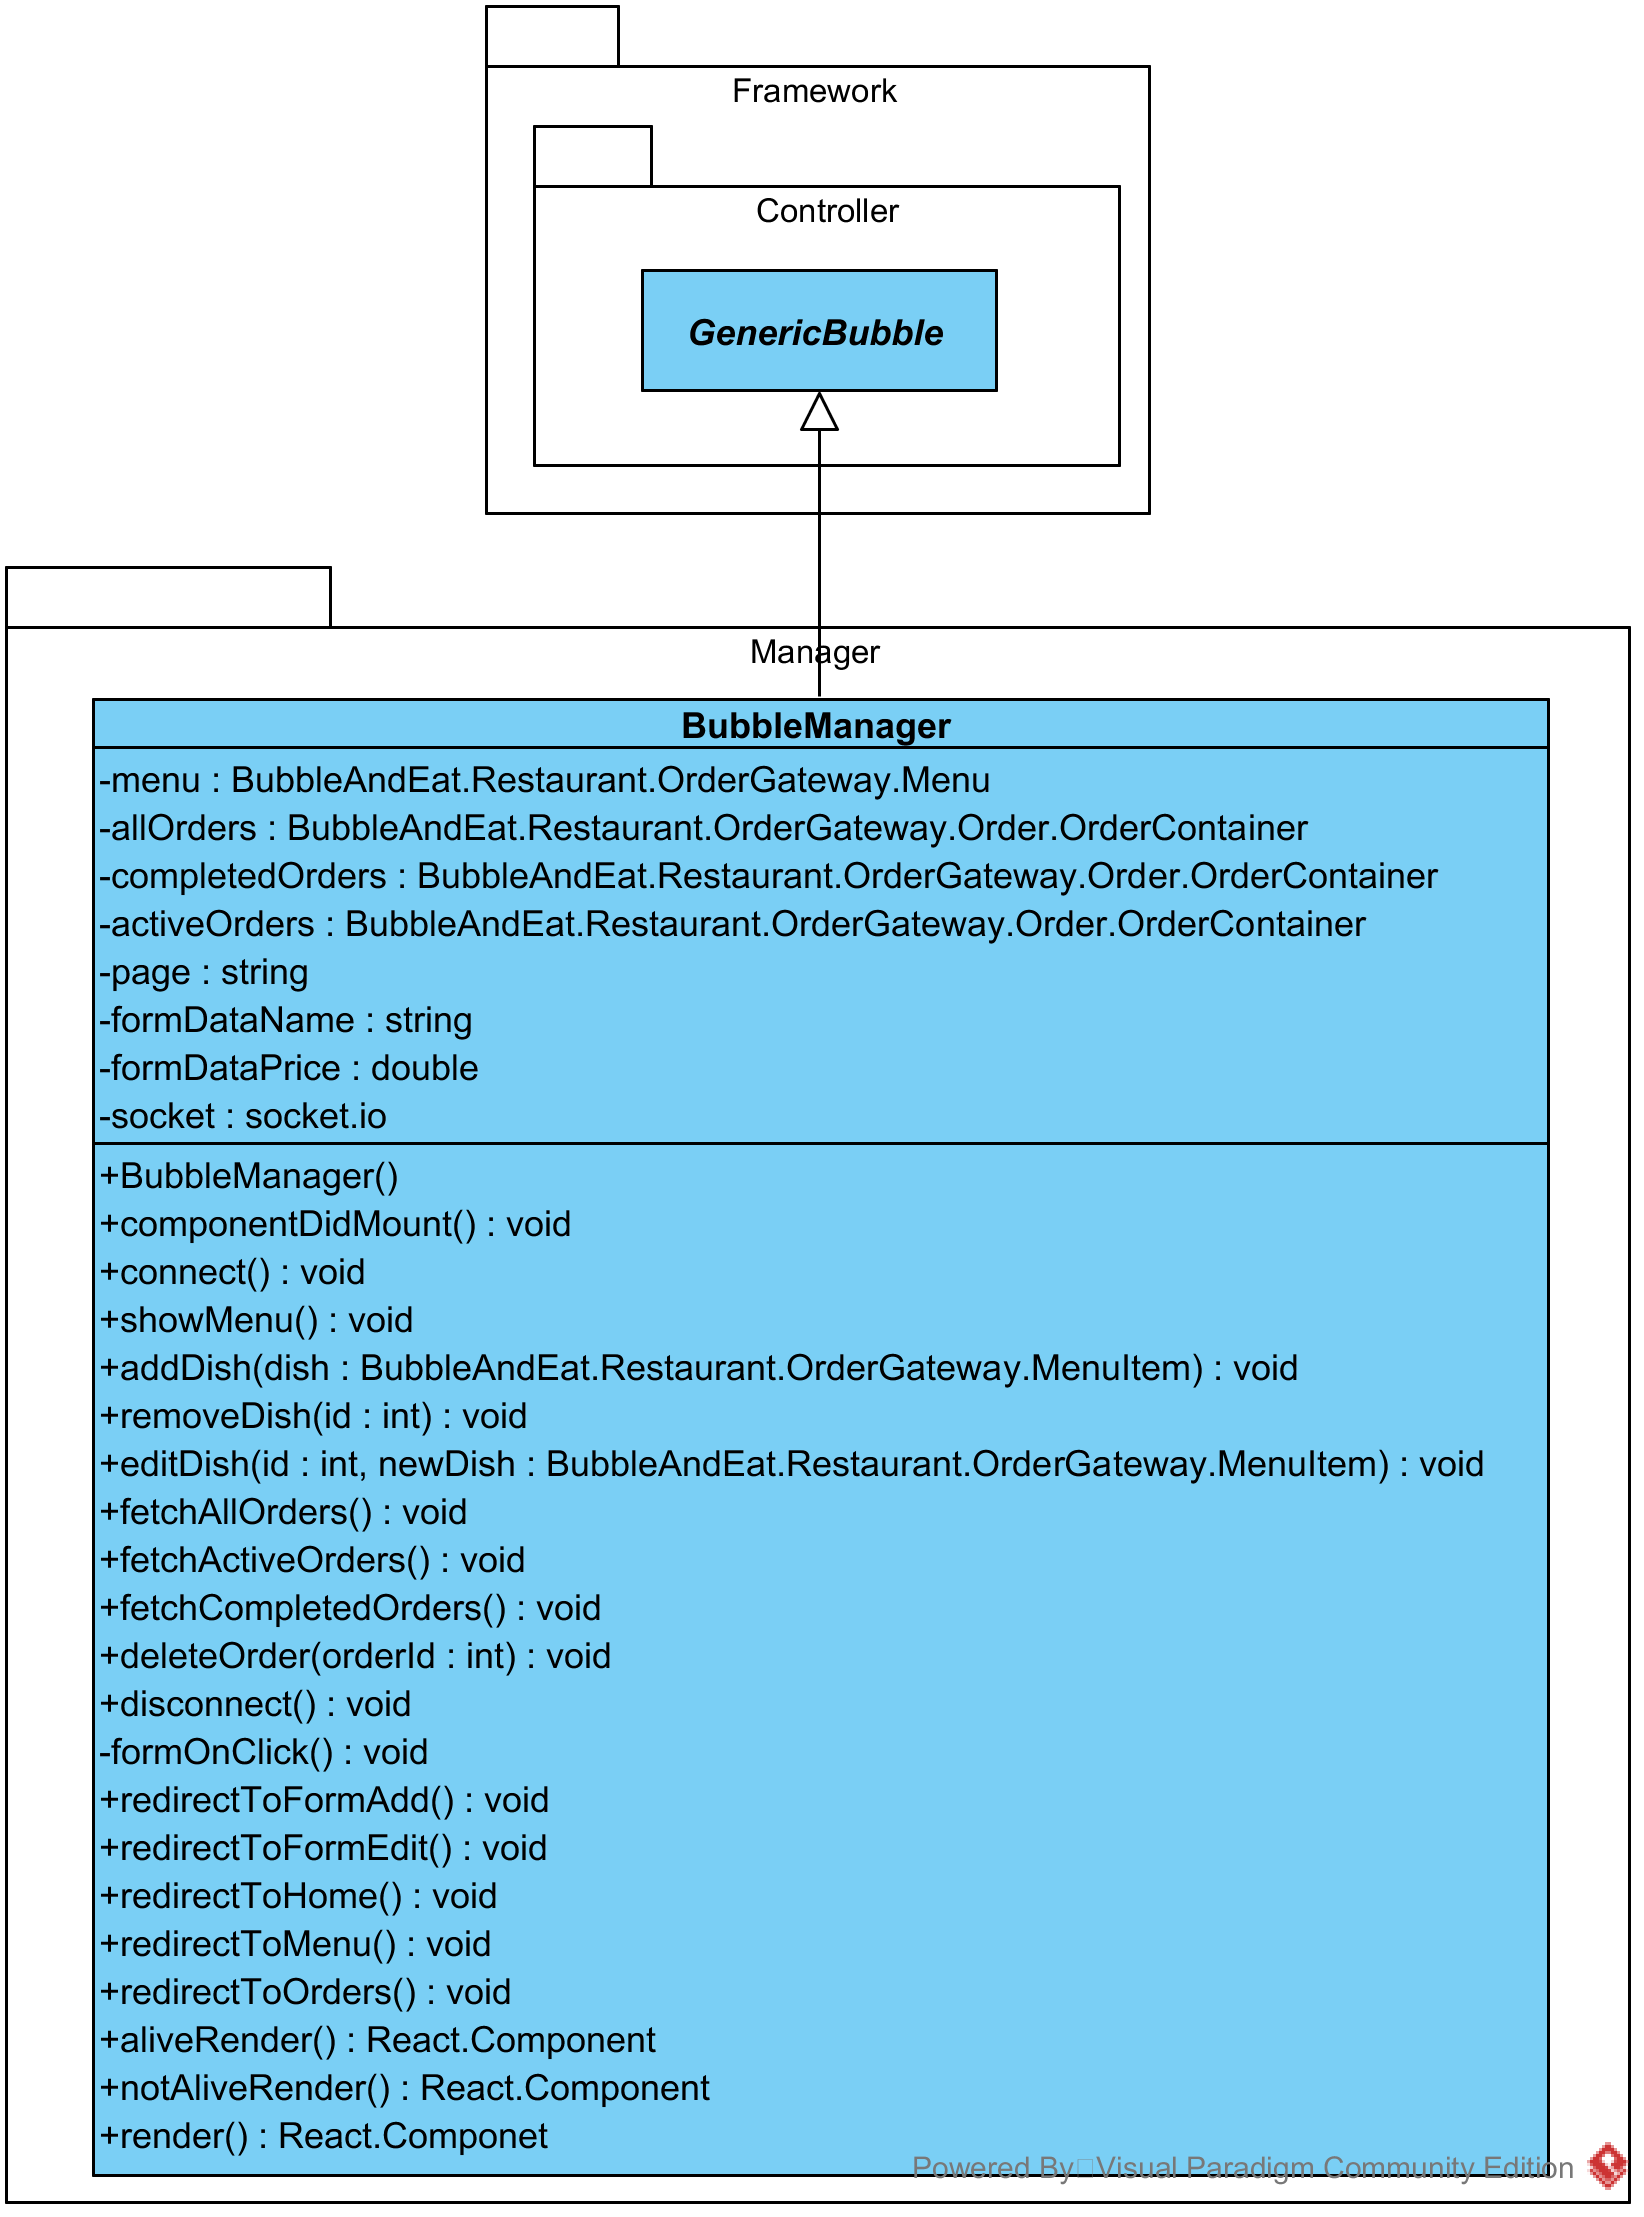 Framework
Controller
GenericBubble
Manager
BubbleManager
-menu : BubbleAndEat.Restaurant.OrderGateway.Menu
-allOrders : BubbleAndEat.Restaurant.OrderGateway.Order.OrderContainer
-completedOrders : BubbleAndEat.Restaurant.OrderGateway.Order.OrderContainer
-activeOrders : BubbleAndEat.Restaurant.OrderGateway.Order.OrderContainer
-page : string
-formDataName : string
-formDataPrice : double
-socket : socket.io
+BubbleManager()
+componentDidMount() : void
+connect() : void
+showMenu() : void
+addDish(dish : BubbleAndEat.Restaurant.OrderGateway.MenuItem) : void
+removeDish(id : int) : void
+editDish(id : int, newDish : BubbleAndEat.Restaurant.OrderGateway.MenuItem) : void
+fetchAllOrders() : void
+fetchActiveOrders() : void
+fetchCompletedOrders() : void
+deleteOrder(orderId : int) : void
+disconnect() : void
-formOnClick() : void
+redirectToFormAdd() : void
+redirectToFormEdit() : void
+redirectToHome() : void
+redirectToMenu() : void
+redirectToOrders() : void
+aliveRender() : React.Component
+notAliveRender() : React.Component
+render() : React.Componet
Powered By Visual Paradigm Community Edition